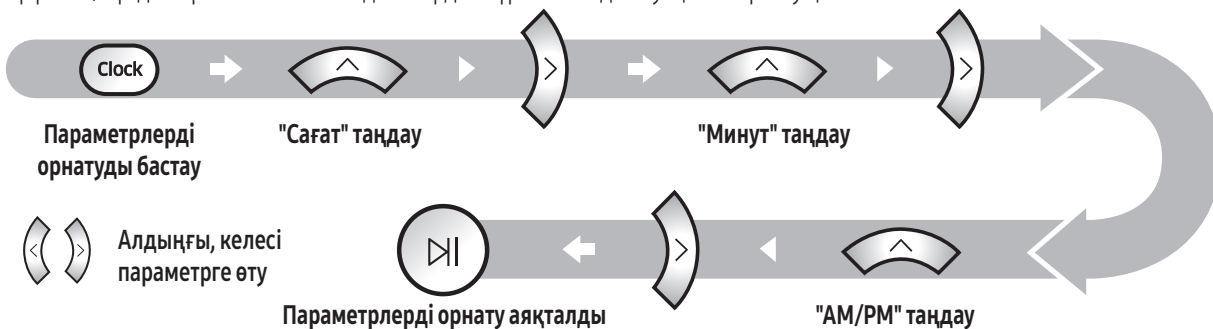 Clock
Параметрлерді
орнатуды бастау
"Сағат" таңдау
"Минут" таңдау
"AM/PM" таңдау
Параметрлерді орнату аяқталды
Алдыңғы, келесі
параметрге өту